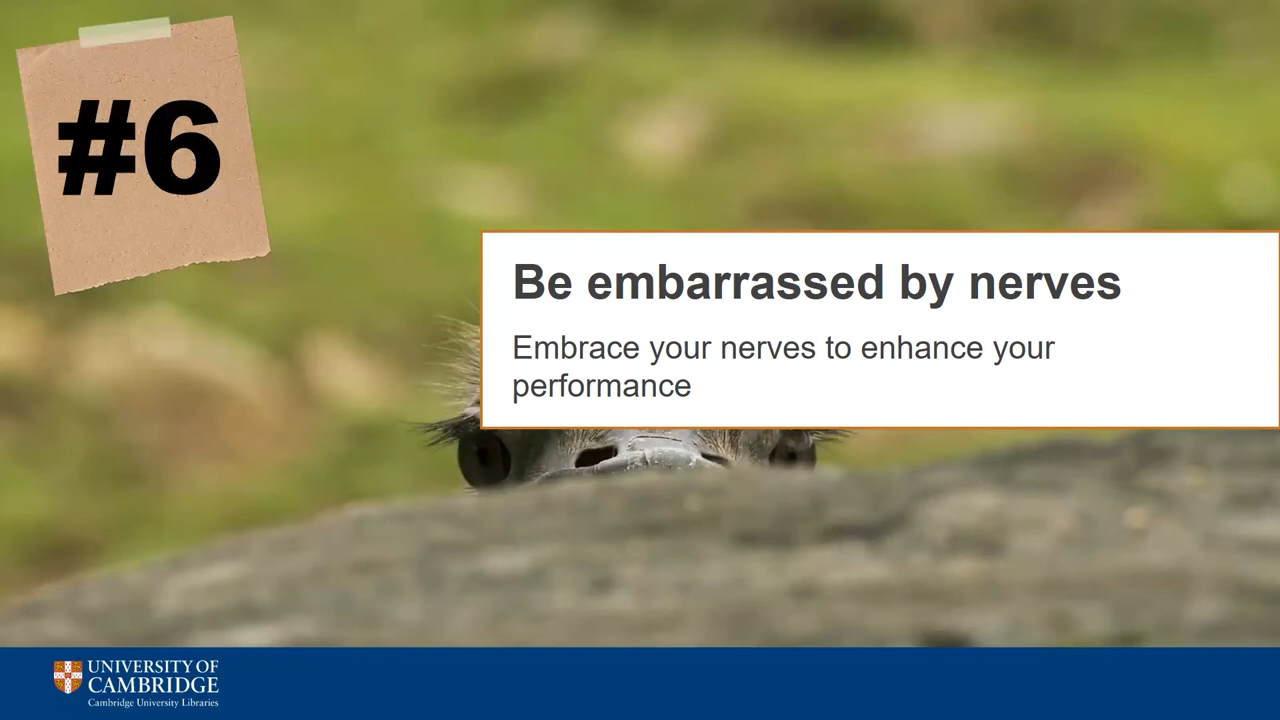 #6
Be embarrassed by nerves
Embrace your nerves to enhance your
performance
UNIVERSITY OF
CAMBRIDGE
Cambridge University Libraries